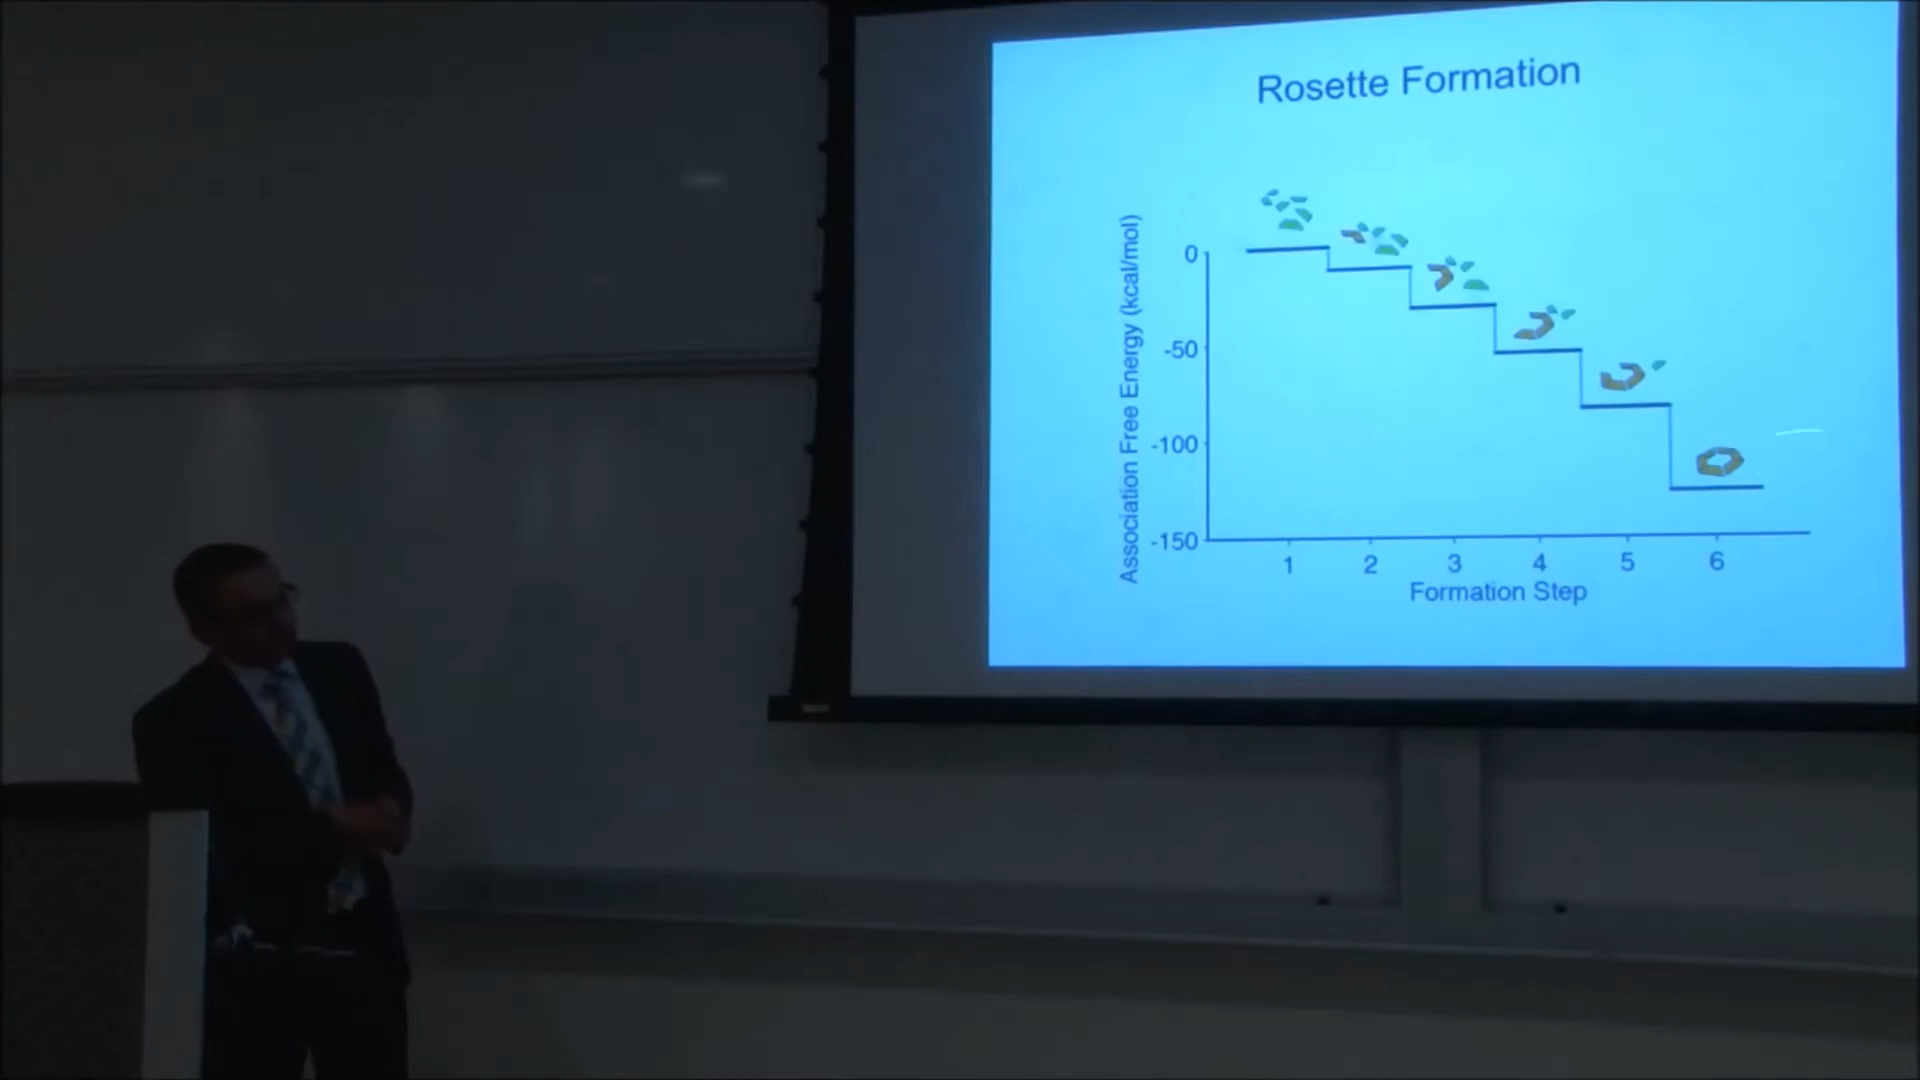 Rosette Formation
Association Free Energy (kcal/mol)
0
-50
-100
-150
1 2 3 4 5 6
Formation Step